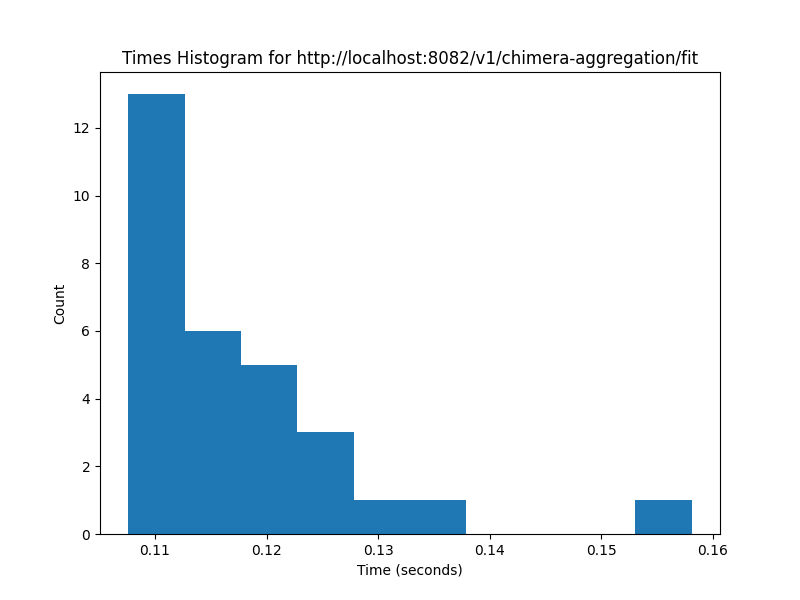 Times Histogram for http://localhost:8082/v1/chimera-aggregation/fit
12
10
8
6
4
2
0
Count
0.11 0.12 0.13 0.14 0.15 0.16
Time (seconds)